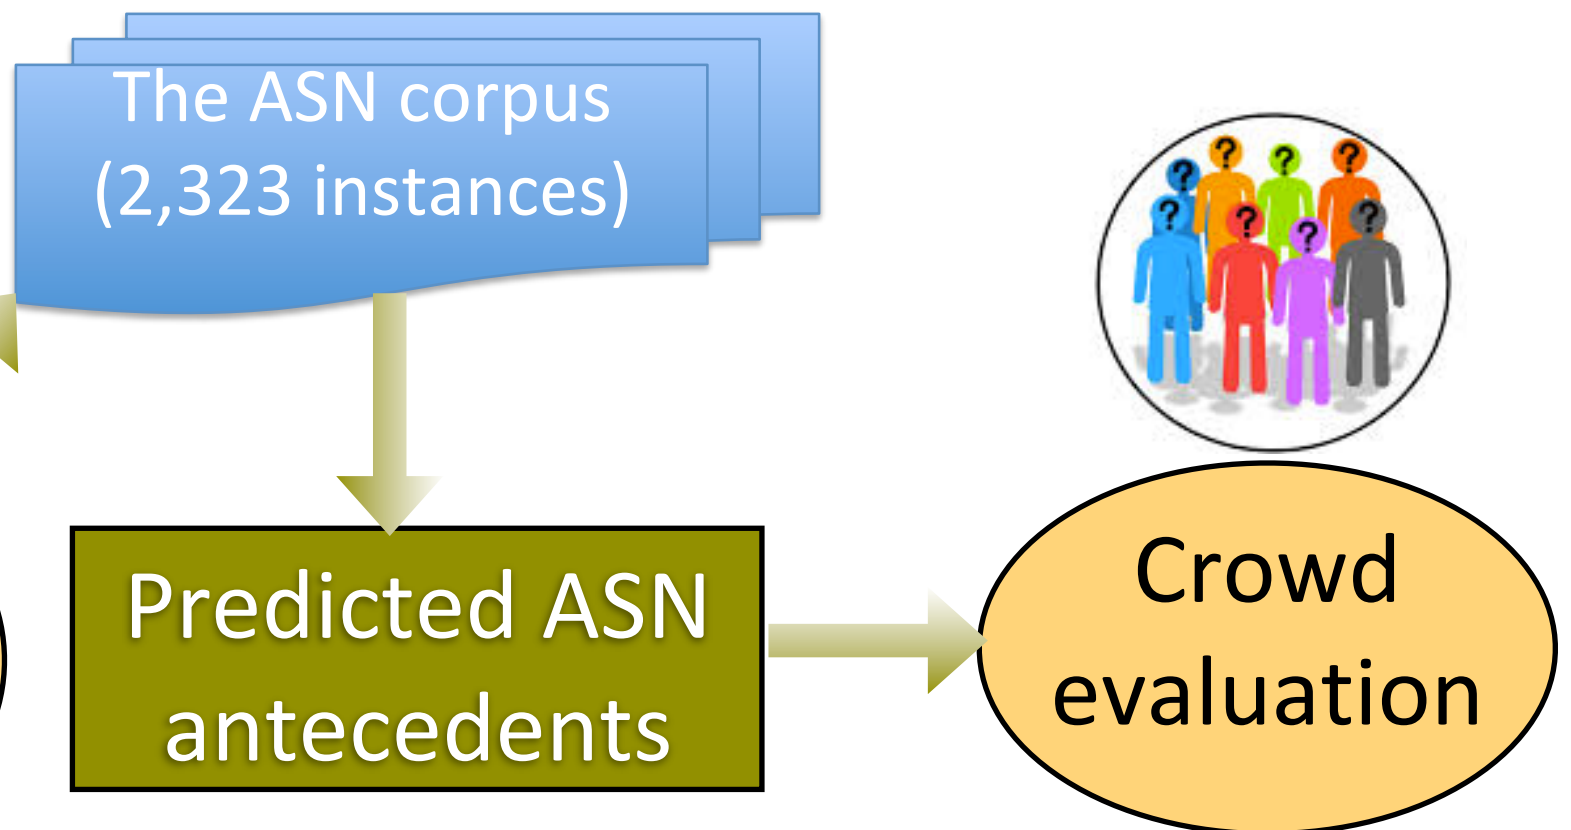 The ASN corpus
(2,323 instances)
? ? ? ?
? ? ? ?
Predicted ASN
antecedents
Crowd
evaluation